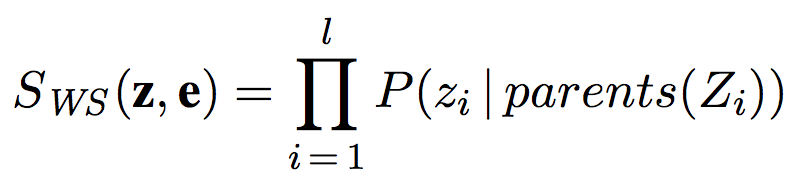 S_{WS}(𝐳, 𝐞) = ∏_{i = 1}^{l} P(z_i | parents(Z_i))